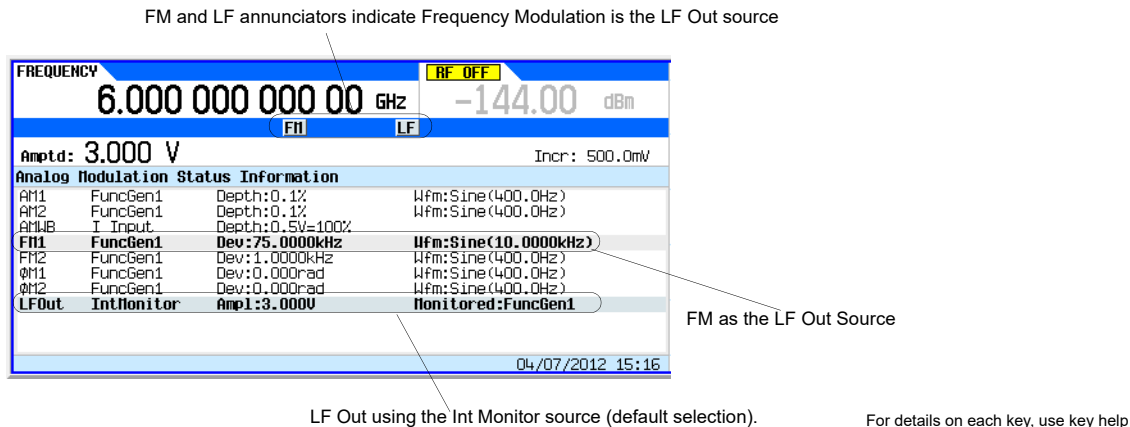 FM and LF annunciators indicate Frequency Modulation is the LF Out source
FREQUENCY RF OFF
6.000 000 000 00 GHz -144.00 dBm
FM LF
Amptd: 3.000 V Incr: 500.0mV
Analog Modulation Status Information
AM1 FuncGen1 Depth:0.1% Wfm:Sine(400.0Hz)
AM2 FuncGen1 Depth:0.1% Wfm:Sine(400.0Hz)
AMWB I Input Depth:0.5V=100%
FM1 FuncGen1 Dev:75.0000kHz Wfm:Sine(10.0000kHz)
FM2 FuncGen1 Dev:1.0000kHz Wfm:Sine(400.0Hz)
ΦM1 FuncGen1 Dev:0.000rad Wfm:Sine(400.0Hz)
ΦM2 FuncGen1 Dev:0.000rad Wfm:Sine(400.0Hz)
LFOut IntMonitor Ampl:3.000V Monitored:FuncGen1
FM as the LF Out Source
04/07/2012 15:16
LF Out using the Int Monitor source (default selection).
For details on each key, use key help